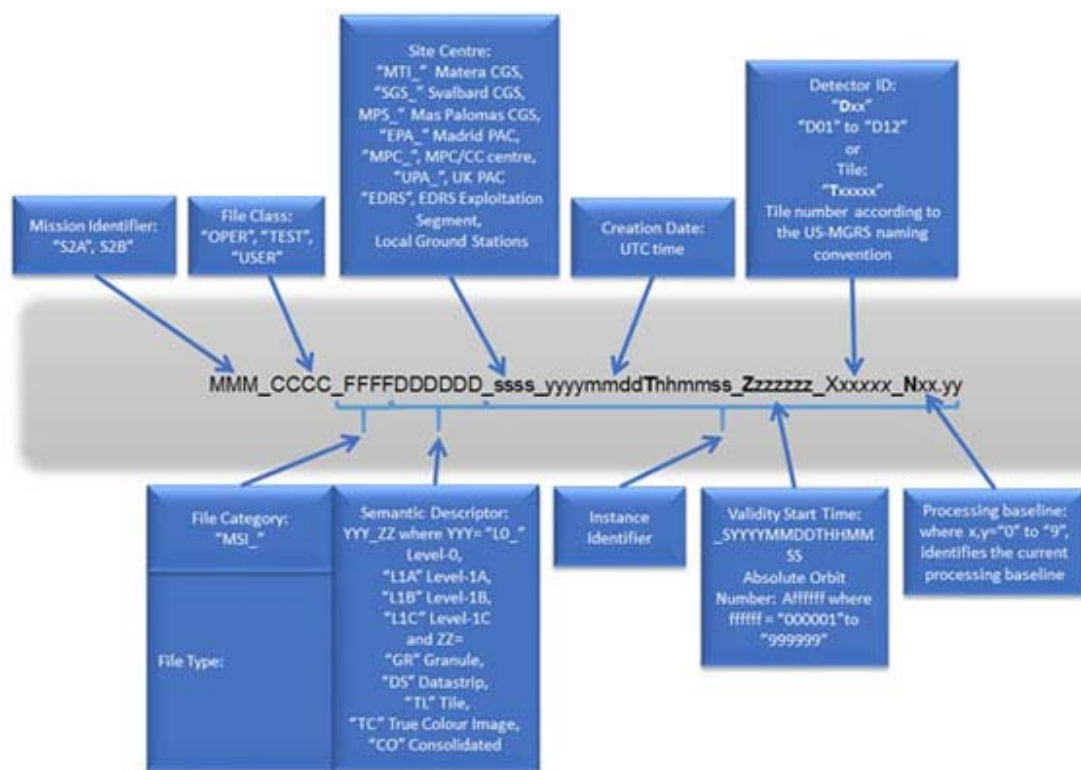 Site Centre:
“MTI_” Matera CGS,
“SGS_” Svalbard CGS,
MPS_” Mas Palomas CGS,
“EPA_” Madrid PAC,
“MPC_”, MPC/CC centre,
“UPA_”, UK PAC
“EDRS”, EDRS Exploitation
Segment,
Local Ground Stations
Detector ID:
“Dxx”
“D01” to “D12”
or
Tile:
“Txxxxx”
Tile number according to
the US-MGRS naming
convention
Mission Identifier:
“S2A”, S2B”
File Class:
“OPER”, “TEST”,
“USER”
Creation Date:
UTC time
MMM_CCCC_FFFFDDDDDD_ssss_yyyymmddThhmmss_Zzzzzzz_Xxxxxx_Nxx.yy
File Category:
“MSI_”
File Type:
Semantic Descriptor:
YYY_ZZ where YYY= “L0_”
Level-0,
“L1A” Level-1A,
“L1B” Level-1B,
“L1C” Level-1C
and ZZ=
“GR” Granule,
“DS” Datastrip,
“TL” Tile,
“TC” True Colour Image,
“CO” Consolidated
Instance
Identifier
Validity Start Time:
_SYYYYMMDDTHHMM
SS
Absolute Orbit
Number: Affffff where
ffffff = “000001”to
“999999”
Processing baseline:
where x,y=“0” to “9”,
identifies the current
processing baseline